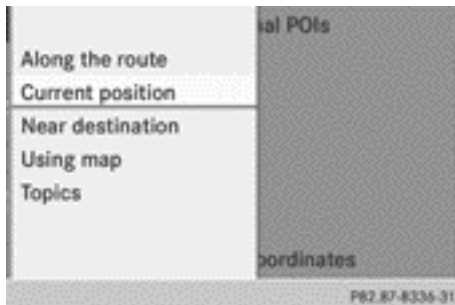 al POIs
Along the route
Current position
Near destination
Using map
Topics
oordinates
P82.87-8336-31